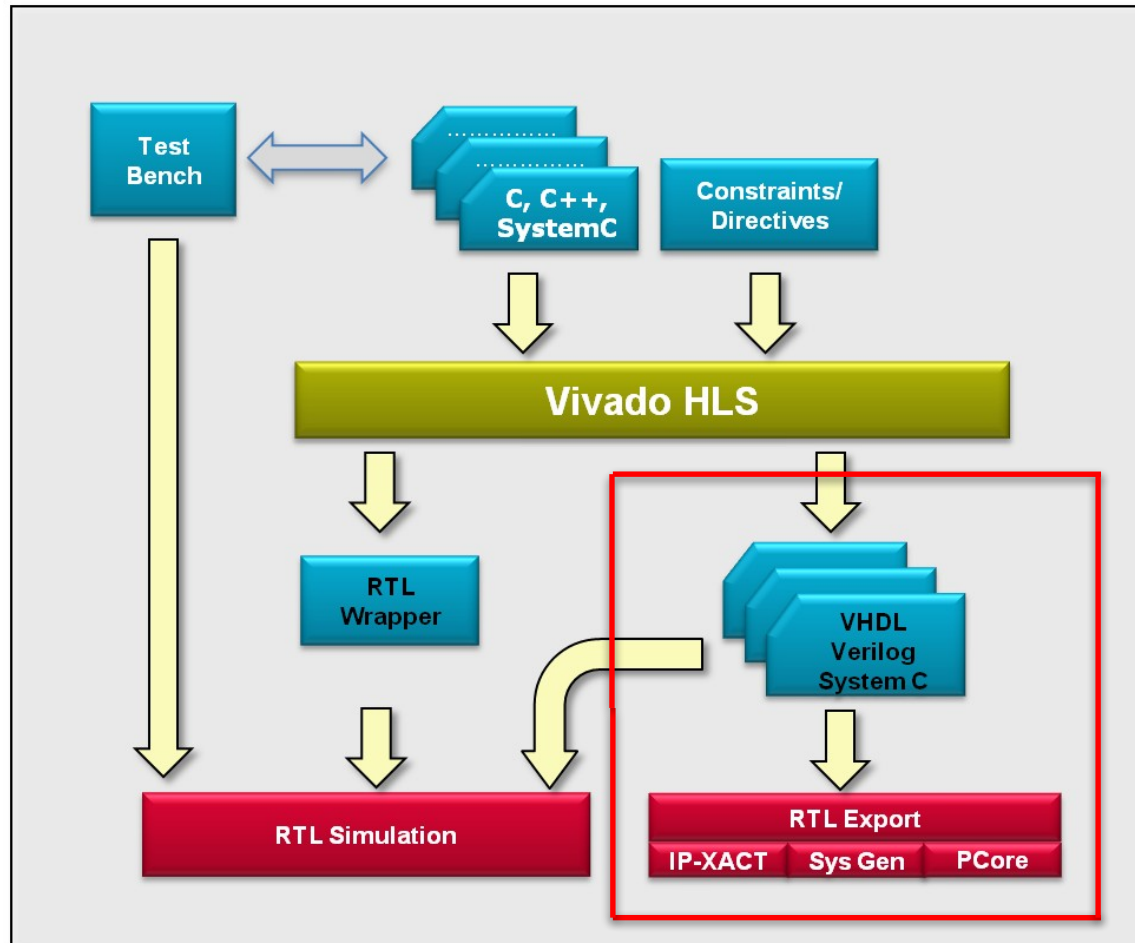 Test
Bench
……………
……………
C, C++,
SystemC
Constraints/
Directives
Vivado HLS
RTL
Wrapper
VHDL
Verilog
System C
RTL Simulation
RTL Export
IP-XACT
Sys Gen
PCore